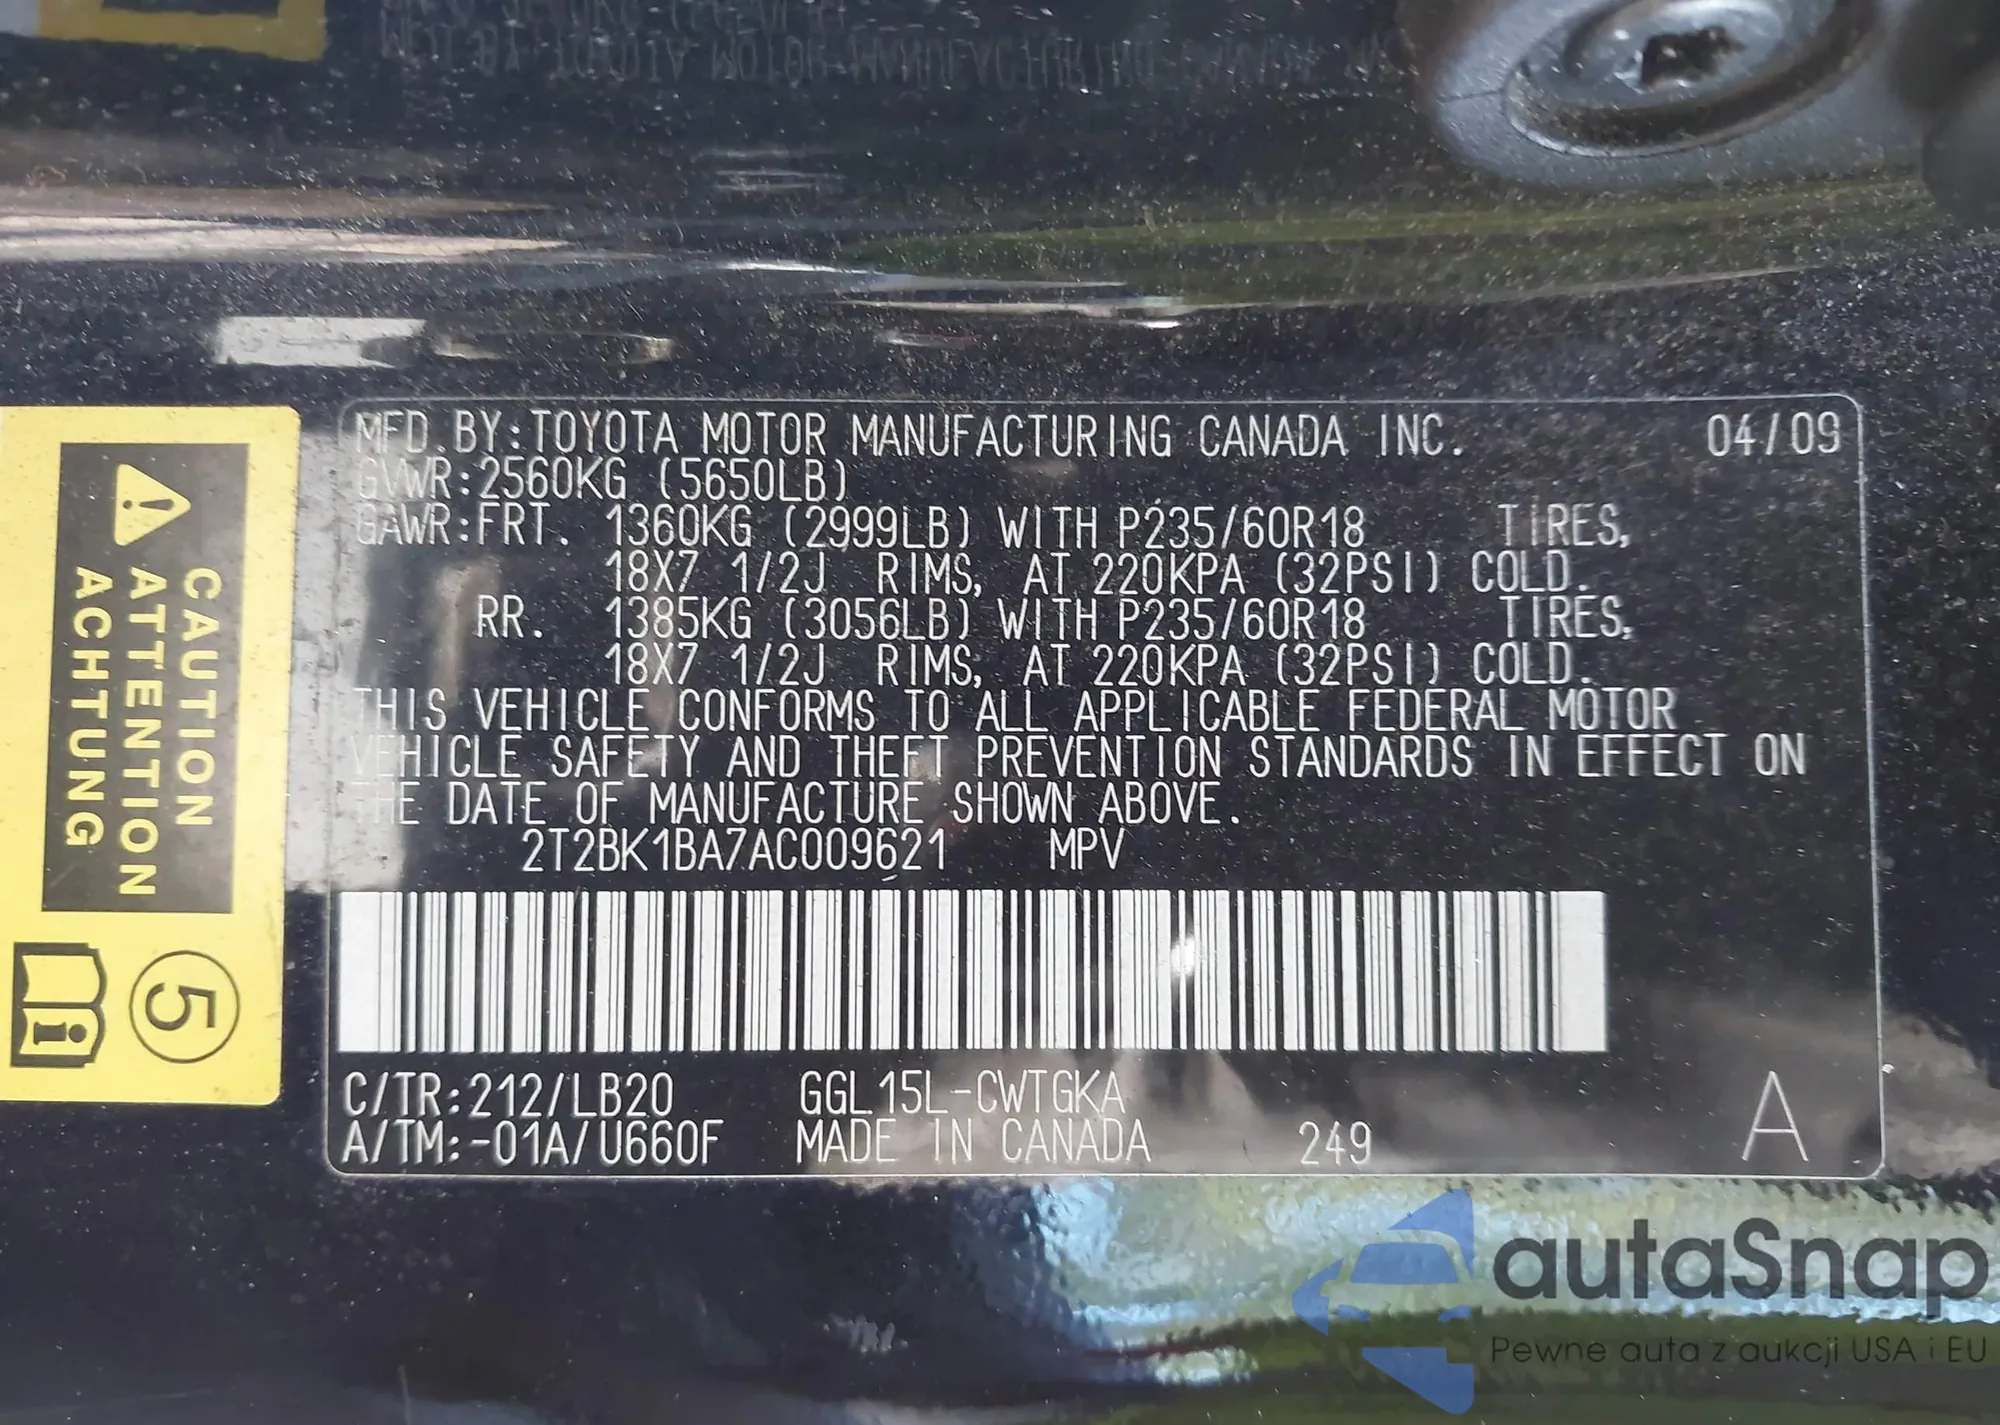 MFD.BY:TOYOTA MOTOR MANUFACTURING CANADA INC. 04/09
GVWR:2560KG (5650LB)
GAWR:FRT. 1360KG (2999LB) WITH P235/60R18 TIRES,
18X7 1/2J RIMS, AT 220KPA (32PSI) COLD.
RR. 1385KG (3056LB) WITH P235/60R18 TIRES,
18X7 1/2J RIMS, AT 220KPA (32PSI) COLD.
THIS VEHICLE CONFORMS TO ALL APPLICABLE FEDERAL MOTOR
VEHICLE SAFETY AND THEFT PREVENTION STANDARDS IN EFFECT ON
THE DATE OF MANUFACTURE SHOWN ABOVE.
2T2BK1BA7AC009621 MPV
C/TR:212/LB20 GGL15L-CWTGKA
A/TM:-01A/U660F MADE IN CANADA 249 A
CAUTION
ATTENTION
ACHTUNG
5
i
autaSnap
Pewne auta z aukcji USA i EU